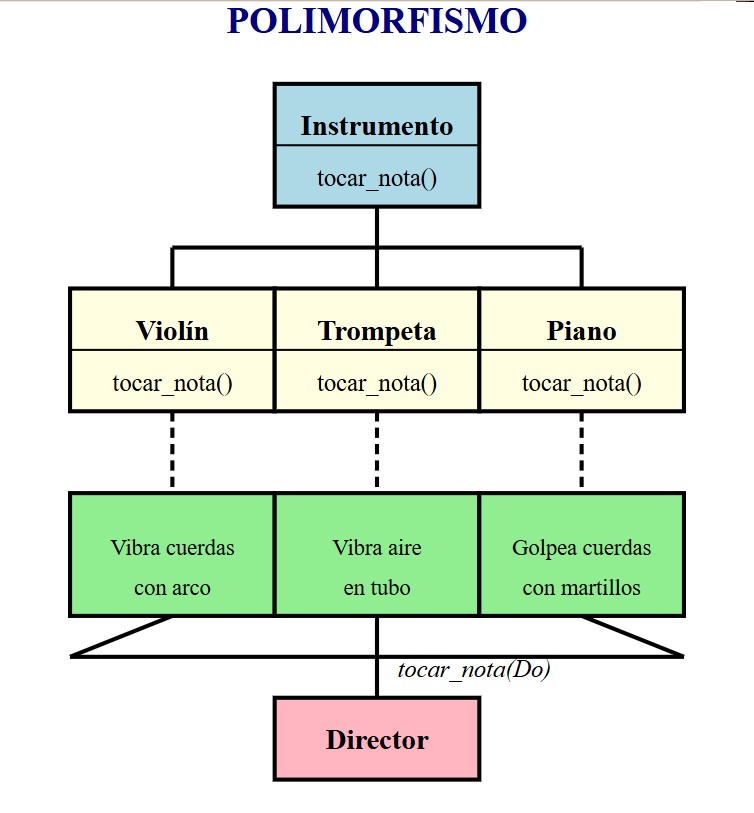 POLIMORFISMO
Instrumento
tocar_nota()
Violín
tocar_nota()
Trompeta
tocar_nota()
Piano
tocar_nota()
Vibra cuerdas
con arco
Vibra aire
en tubo
Golpea cuerdas
con martillos
tocar_nota(Do)
Director